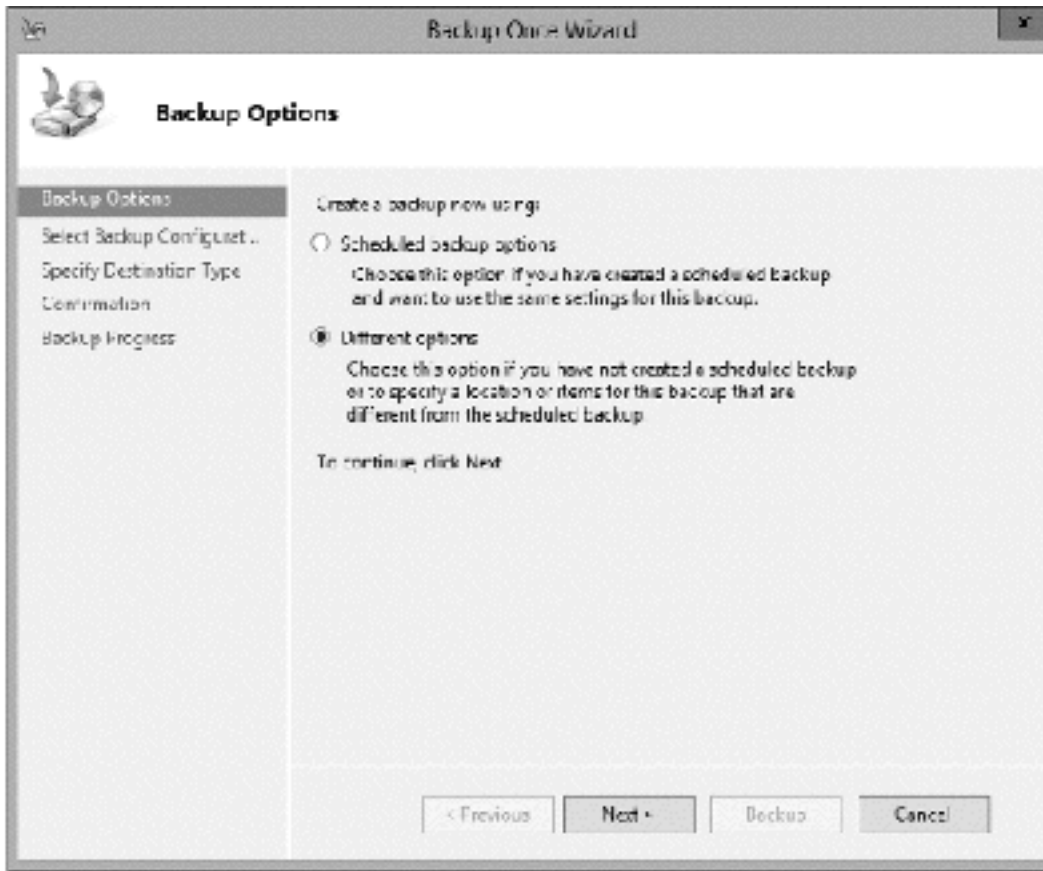 Backup Once Wizard
Backup Options
Backup Options
Select Backup Configurat...
Specify Destination Type
Confirmation
Backup Progress
Create a backup now using:
Scheduled backup options
Choose this option if you have created a scheduled backup
and want to use the same settings for this backup.
Different options
Choose this option if you have not created a scheduled backup
or to specify a location or items for this backup that are
different from the scheduled backup.
To continue, click Next.
< Previous
Next >
Backup
Cancel